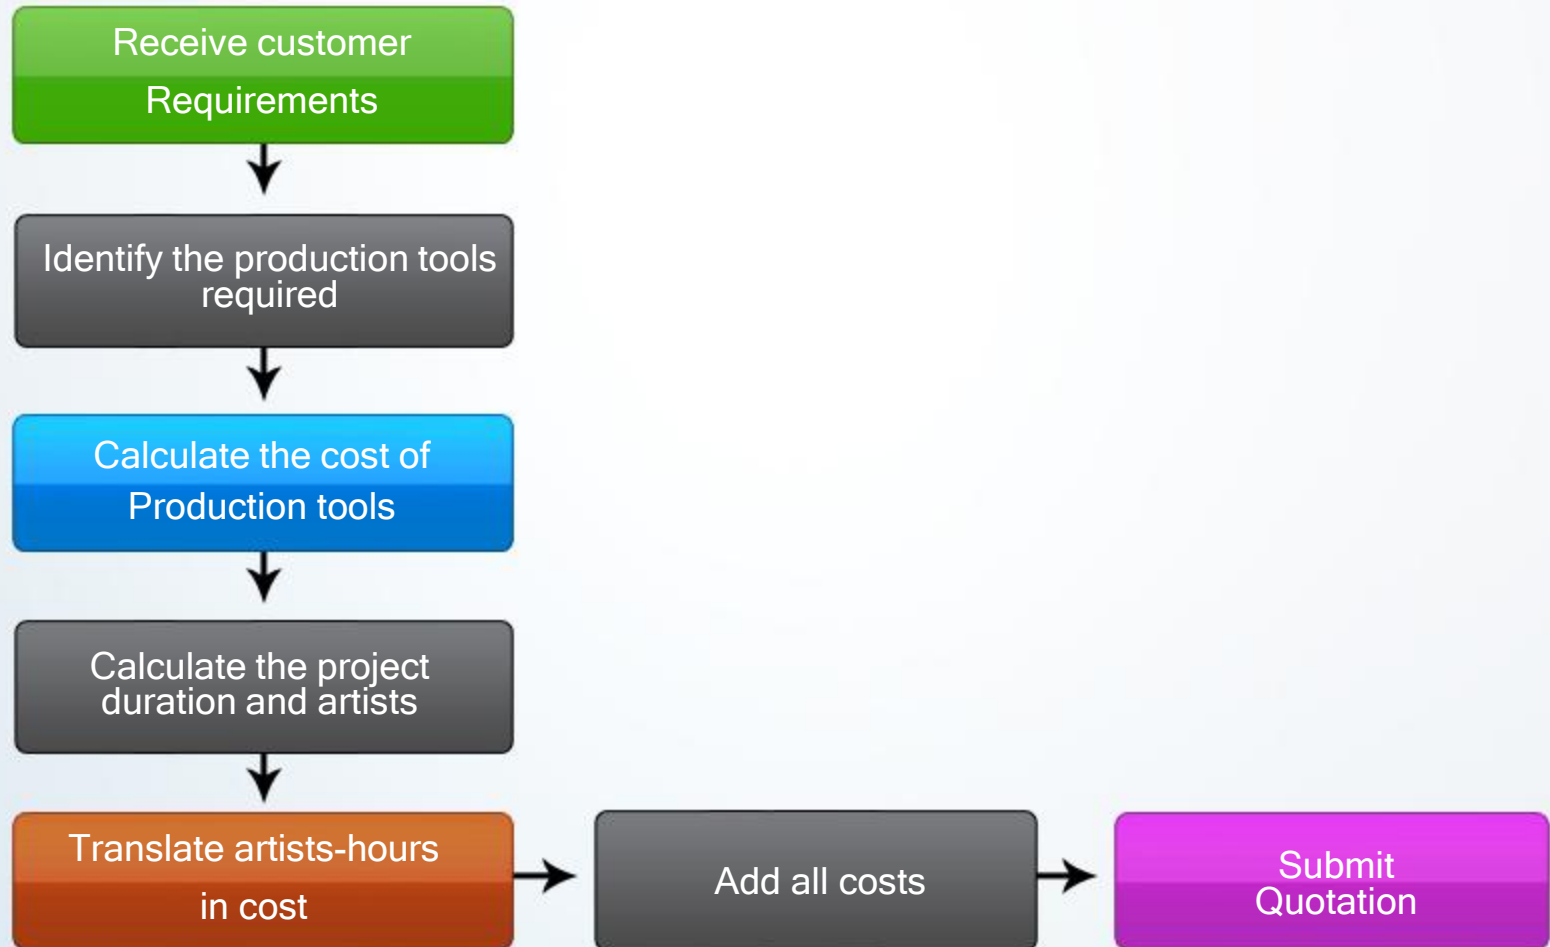 Receive customer
Requirements
Identify the production tools
required
Calculate the cost of
Production tools
Calculate the project
duration and artists
Translate artists-hours
in cost
Add all costs
Submit
Quotation